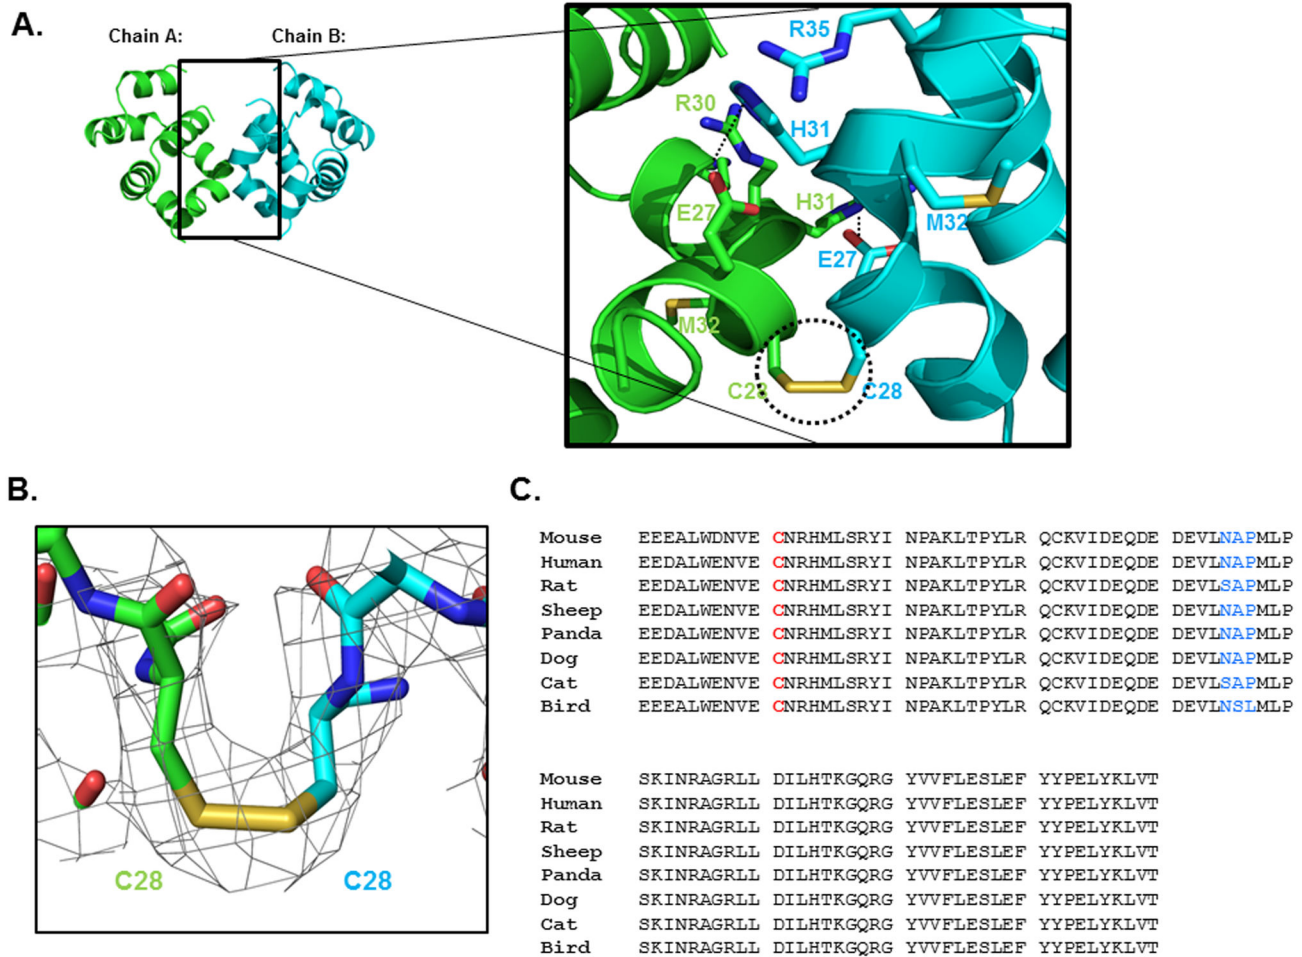 A.
Chain A:
Chain B:
R35
R30
H31
E27
H31
M32
E27
M32
C28
C28
B.
C28
C28
C.
Mouse EEEALWDNVE CNRHMLSRYI NPAKLTPYLR QCKVIDEQDE DEVLNAPMLP
Human EEDALWENVE CNRHMLSRYI NPAKLTPYLR QCKVIDEQDE DEVLNAPMLP
Rat EEDALWENVE CNRHMLSRYI NPAKLTPYLR QCKVIDEQDE DEVLSAPMLP
Sheep EEDALWENVE CNRHMLSRYI NPAKLTPYLR QCKVIDEQDE DEVLNAPMLP
Panda EEDALWENVE CNRHMLSRYI NPAKLTPYLR QCKVIDEQDE DEVLNAPMLP
Dog EEDALWENVE CNRHMLSRYI NPAKLTPYLR QCKVIDEQDE DEVLNAPMLP
Cat EEDALWENVE CNRHMLSRYI NPAKLTPYLR QCKVIDEQDE DEVLSAPMLP
Bird EEEALWENVE CNRHMLSRYI NPAKLTPYLR QCKVIDEQDE DEVLNSLMLP
Mouse SKINRAGRLL DILHTKGQRG YVVFLESLEF YYPELYKLVT
Human SKINRAGRLL DILHTKGQRG YVVFLESLEF YYPELYKLVT
Rat SKINRAGRLL DILHTKGQRG YVVFLESLEF YYPELYKLVT
Sheep SKINRAGRLL DILHTKGQRG YVVFLESLEF YYPELYKLVT
Panda SKINRAGRLL DILHTKGQRG YVVFLESLEF YYPELYKLVT
Dog SKINRAGRLL DILHTKGQRG YVVFLESLEF YYPELYKLVT
Cat SKINRAGRLL DILHTKGQRG YVVFLESLEF YYPELYKLVT
Bird SKINRAGRLL DILHTKGQRG YVVFLESLEF YYPELYKLVT